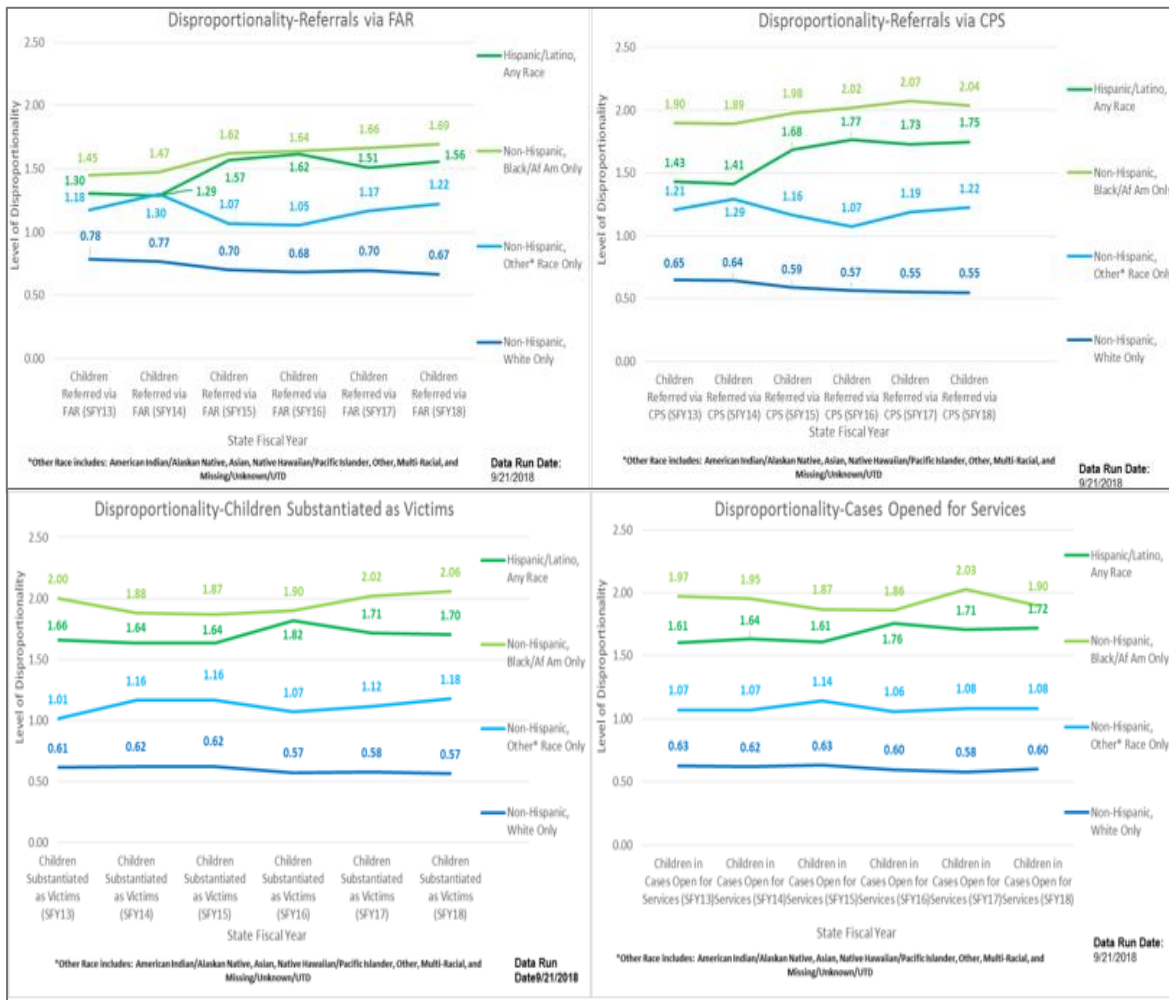 Disproportionality-Referrals via FAR
Level of Disproportionality
2.50
2.00
1.50
1.00
0.50
0.00
1.45
1.47
1.62
1.64
1.66
1.69
1.30
1.29
1.57
1.62
1.51
1.56
1.18
1.30
1.07
1.05
1.17
1.22
0.78
0.77
0.70
0.68
0.70
0.67
Hispanic/Latino,
Any Race
Non-Hispanic,
Black/Af Am Only
Non-Hispanic,
Other* Race Only
Non-Hispanic,
White Only
Children Children Children Children Children Children
Referred via Referred via Referred via Referred via Referred via Referred via
FAR (SFY13) FAR (SFY14) FAR (SFY15) FAR (SFY16) FAR (SFY17) FAR (SFY18)
State Fiscal Year
*Other Race includes: American Indian/Alaskan Native, Asian, Native Hawaiian/Pacific Islander, Other, Multi-Racial, and
Missing/Unknown/UTD
Data Run Date:
9/21/2018
Disproportionality-Referrals via CPS
Level of Disproportionality
2.50
2.00
1.50
1.00
0.50
0.00
1.90
1.89
1.98
2.02
2.07
2.04
1.43
1.41
1.68
1.77
1.73
1.75
1.21
1.29
1.16
1.07
1.19
1.22
0.65
0.64
0.59
0.57
0.55
0.55
Hispanic/Latino,
Any Race
Non-Hispanic,
Black/Af Am Only
Non-Hispanic,
Other* Race Only
Non-Hispanic,
White Only
Children Children Children Children Children Children
Referred via Referred via Referred via Referred via Referred via Referred via
CPS (SFY13) CPS (SFY14) CPS (SFY15) CPS (SFY16) CPS (SFY17) CPS (SFY18)
State Fiscal Year
*Other Race includes: American Indian/Alaskan Native, Asian, Native Hawaiian/Pacific Islander, Other, Multi-Racial, and
Missing/Unknown/UTD
Data Run Date:
9/21/2018
Disproportionality-Children Substantiated as Victims
Level of Disproportionality
2.50
2.00
1.50
1.00
0.50
0.00
2.00
1.88
1.87
1.90
2.02
2.06
1.66
1.64
1.64
1.82
1.71
1.70
1.01
1.16
1.16
1.07
1.12
1.18
0.61
0.62
0.62
0.57
0.58
0.57
Hispanic/Latino,
Any Race
Non-Hispanic,
Black/Af Am Only
Non-Hispanic,
Other* Race Only
Non-Hispanic,
White Only
Children Children Children Children Children Children
Substantiated Substantiated Substantiated Substantiated Substantiated Substantiated
as Victims as Victims as Victims as Victims as Victims as Victims
(SFY13) (SFY14) (SFY15) (SFY16) (SFY17) (SFY18)
State Fiscal Year
*Other Race includes: American Indian/Alaskan Native, Asian, Native Hawaiian/Pacific Islander, Other, Multi-Racial, and
Missing/Unknown/UTD
Data Run
Date9/21/2018
Disproportionality-Cases Opened for Services
Level of Disproportionality
2.50
2.00
1.50
1.00
0.50
0.00
1.97
1.95
1.87
1.86
2.03
1.90
1.61
1.64
1.61
1.76
1.71
1.72
1.07
1.07
1.14
1.06
1.08
1.08
0.63
0.62
0.63
0.60
0.58
0.60
Hispanic/Latino,
Any Race
Non-Hispanic,
Black/Af Am Only
Non-Hispanic,
Other* Race Only
Non-Hispanic,
White Only
Children in Children in Children in Children in Children in Children in
Cases Open for Cases Open for Cases Open for Cases Open for Cases Open for Cases Open for
Services (SFY13) Services (SFY14) Services (SFY15) Services (SFY16) Services (SFY17) Services (SFY18)
State Fiscal Year
*Other Race includes: American Indian/Alaskan Native, Asian, Native Hawaiian/Pacific Islander, Other, Multi-Racial, and
Missing/Unknown/UTD
Data Run Date:
9/21/2018